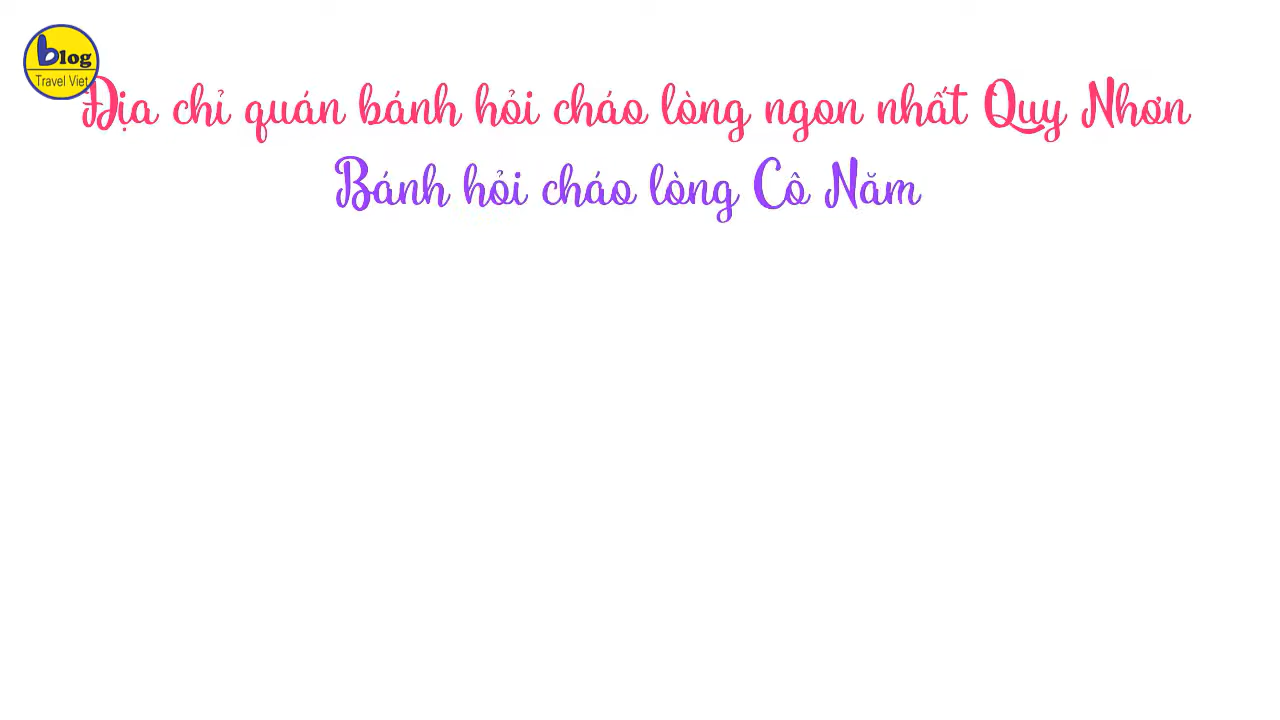 blog
Travel Viet
Địa chỉ quán bánh hỏi cháo lòng ngon nhất Quy Nhơn
Bánh hỏi cháo lòng Cô Năm